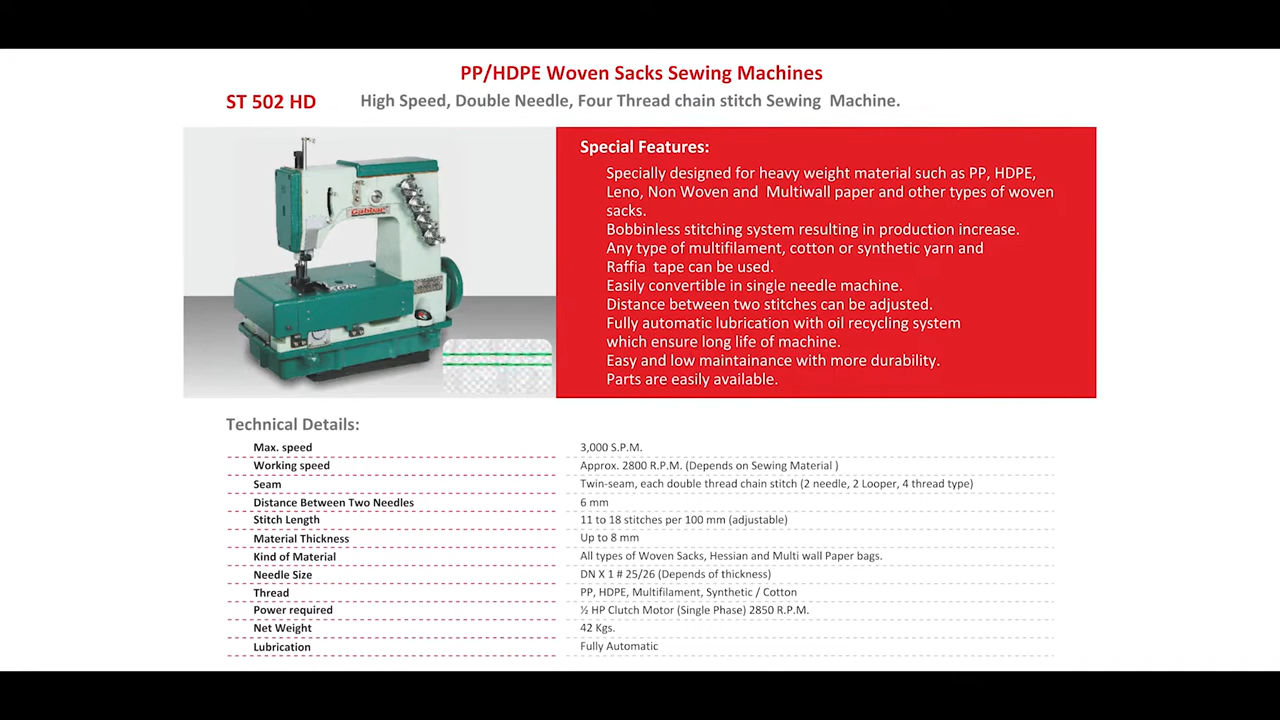 PP/HDPE Woven Sacks Sewing Machines
ST 502 HD
High Speed, Double Needle, Four Thread chain stitch Sewing Machine.
Gabbar
Special Features:
Specially designed for heavy weight material such as PP, HDPE,
Leno, Non Woven and Multiwall paper and other types of woven
sacks.
Bobbinless stitching system resulting in production increase.
Any type of multifilament, cotton or synthetic yarn and
Raffia tape can be used.
Easily convertible in single needle machine.
Distance between two stitches can be adjusted.
Fully automatic lubrication with oil recycling system
which ensure long life of machine.
Easy and low maintainance with more durability.
Parts are easily available.
Technical Details:
Max. speed 3,000 S.P.M.
Working speed Approx. 2800 R.P.M. (Depends on Sewing Material )
Seam Twin-seam, each double thread chain stitch (2 needle, 2 Looper, 4 thread type)
Distance Between Two Needles 6 mm
Stitch Length 11 to 18 stitches per 100 mm (adjustable)
Material Thickness Up to 8 mm
Kind of Material All types of Woven Sacks, Hessian and Multi wall Paper bags.
Needle Size DN X 1 # 25/26 (Depends of thickness)
Thread PP, HDPE, Multifilament, Synthetic / Cotton
Power required ½ HP Clutch Motor (Single Phase) 2850 R.P.M.
Net Weight 42 Kgs.
Lubrication Fully Automatic